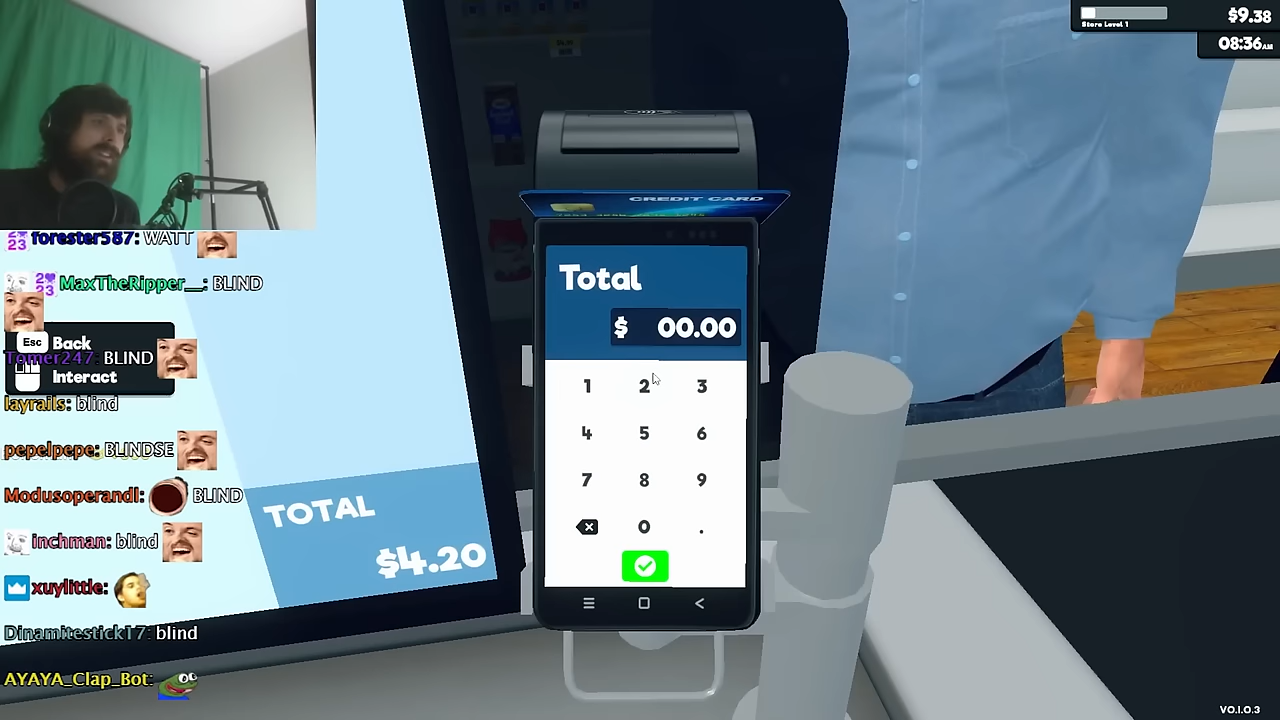 $9.38
Store Level 1
08:36AM
CREDIT CARD
Total
$ 00.00
1 2 3
4 5 6
7 8 9
0 .
TOTAL
$4.20
forester587: WATT
MaxTheRipper__: BLIND
Esc Back
Tomer247: BLIND
Interact
layrails: blind
pepelpepe: BLINDSE
Modusoperandi: BLIND
inchman: blind
xuylittle:
Dinamitestick17: blind
AYAYA_Clap_Bot:
V0.1.0.3